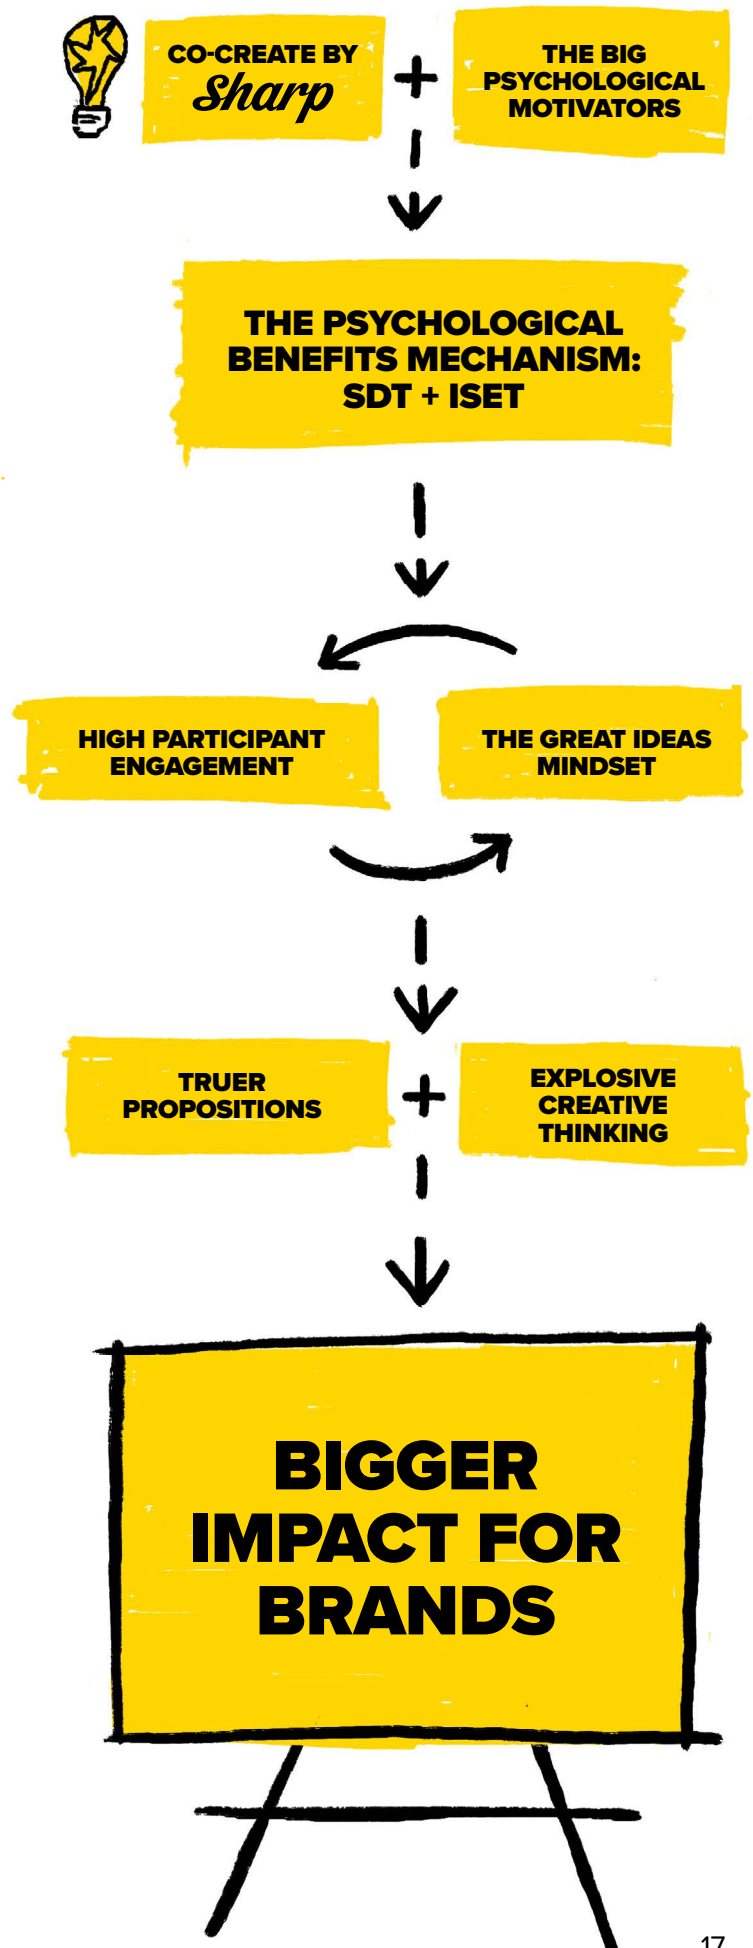 CO-CREATE BY
Sharp
+
THE BIG
PSYCHOLOGICAL
MOTIVATORS
THE PSYCHOLOGICAL
BENEFITS MECHANISM:
SDT + ISET
HIGH PARTICIPANT
ENGAGEMENT
THE GREAT IDEAS
MINDSET
TRUER
PROPOSITIONS
+
EXPLOSIVE
CREATIVE
THINKING
BIGGER
IMPACT FOR
BRANDS
17